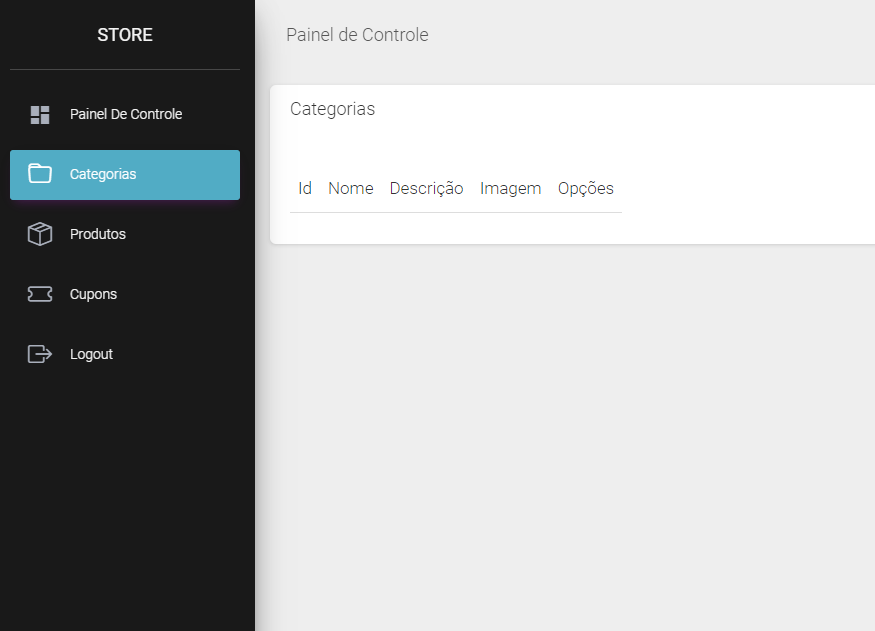 STORE
Painel De Controle
Categorias
Produtos
Cupons
Logout
Painel de Controle
Categorias
Id Nome Descrição Imagem Opções